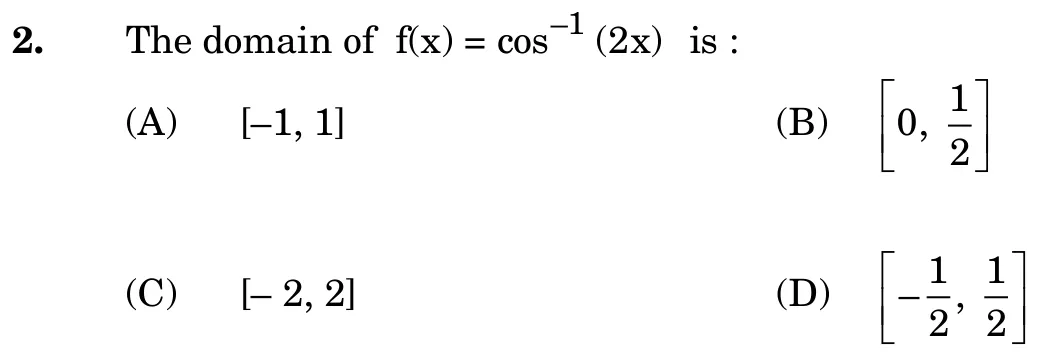 2. The domain of f(x) = cos⁻¹ (2x) is :
(A) [–1, 1] (B) [0, 1/2]
(C) [– 2, 2] (D) [–1/2, 1/2]